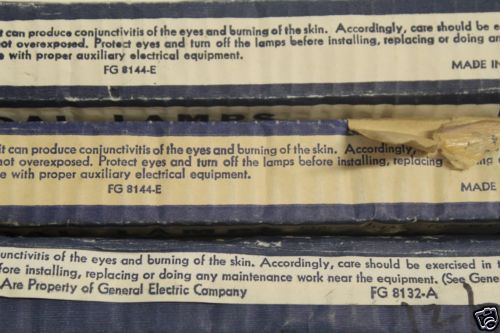 it can produce conjunctivitis of the eyes and burning of the skin. Accordingly, care should be
not overexposed. Protect eyes and turn off the lamps before installing, replacing or doing any
e with proper auxiliary electrical equipment.
FG 8144-E MADE IN
LAMPS
it can produce conjunctivitis of the eyes and burning of the skin. Accordingly,
not overexposed. Protect eyes and turn off the lamps before installing, replacing
e with proper auxiliary electrical equipment.
FG 8144-E MADE
junctivitis of the eyes and burning of the skin. Accordingly, care should be exercised in t
fore installing, replacing or doing any maintenance work near the equipment. (See Gene
Are Property of General Electric Company FG 8132-A